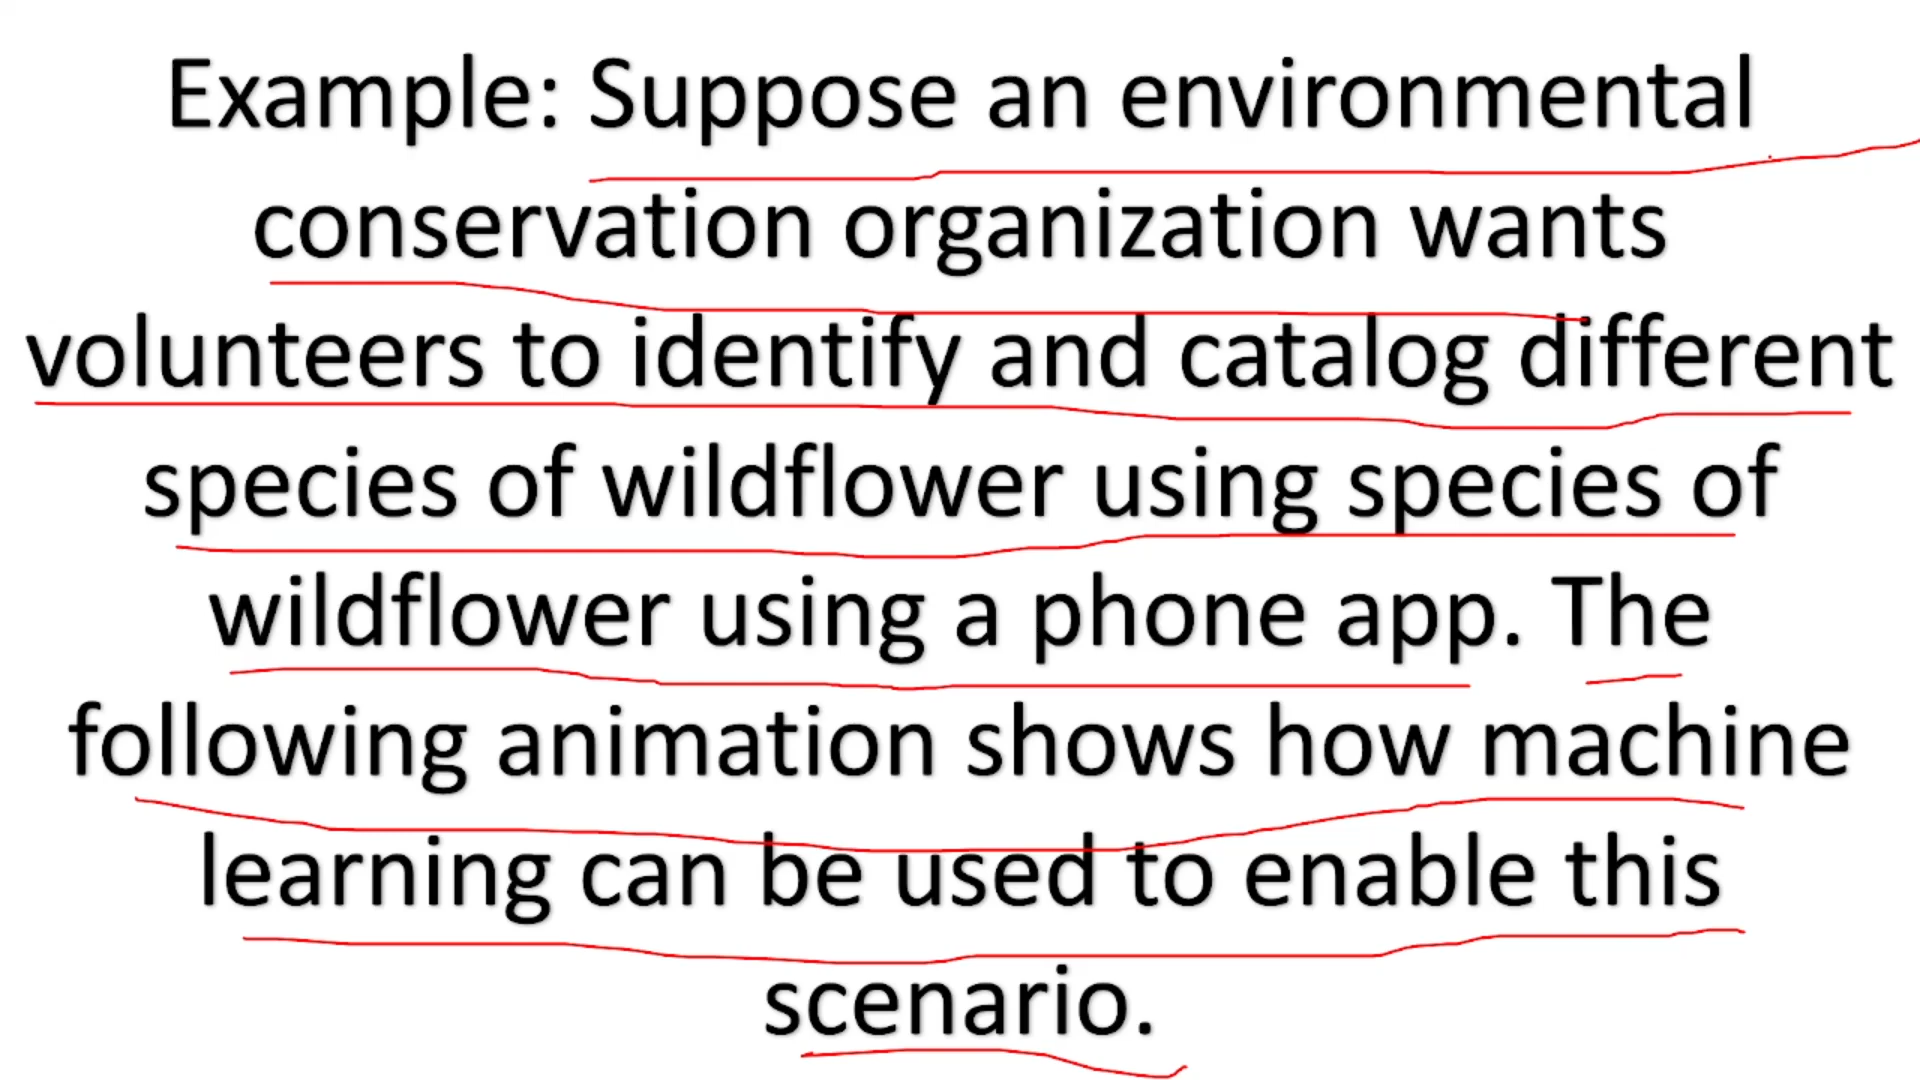 Example: Suppose an environmental
conservation organization wants
volunteers to identify and catalog different
species of wildflower using species of
wildflower using a phone app. The
following animation shows how machine
learning can be used to enable this
scenario.